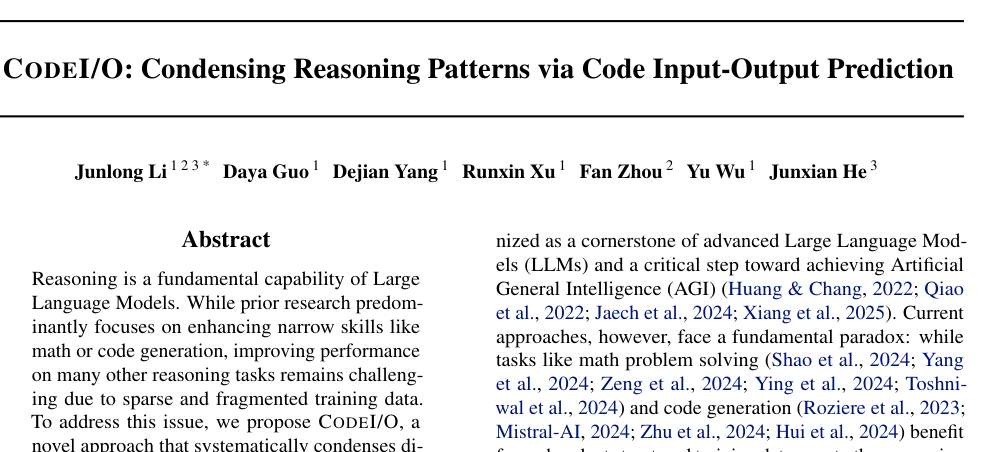 CODEI/O: Condensing Reasoning Patterns via Code Input-Output Prediction
Junlong Li 1 2 3 * Daya Guo 1 Dejian Yang 1 Runxin Xu 1 Fan Zhou 2 Yu Wu 1 Junxian He 3
Abstract
Reasoning is a fundamental capability of Large
Language Models. While prior research predom-
inantly focuses on enhancing narrow skills like
math or code generation, improving performance
on many other reasoning tasks remains challeng-
ing due to sparse and fragmented training data.
To address this issue, we propose CODEI/O, a
novel approach that systematically condenses di-
nized as a cornerstone of advanced Large Language Mod-
els (LLMs) and a critical step toward achieving Artificial
General Intelligence (AGI) (Huang & Chang, 2022; Qiao
et al., 2022; Jaech et al., 2024; Xiang et al., 2025). Current
approaches, however, face a fundamental paradox: while
tasks like math problem solving (Shao et al., 2024; Yang
et al., 2024; Zeng et al., 2024; Ying et al., 2024; Toshni-
wal et al., 2024) and code generation (Roziere et al., 2023;
Mistral-AI, 2024; Zhu et al., 2024; Hui et al., 2024) benefit